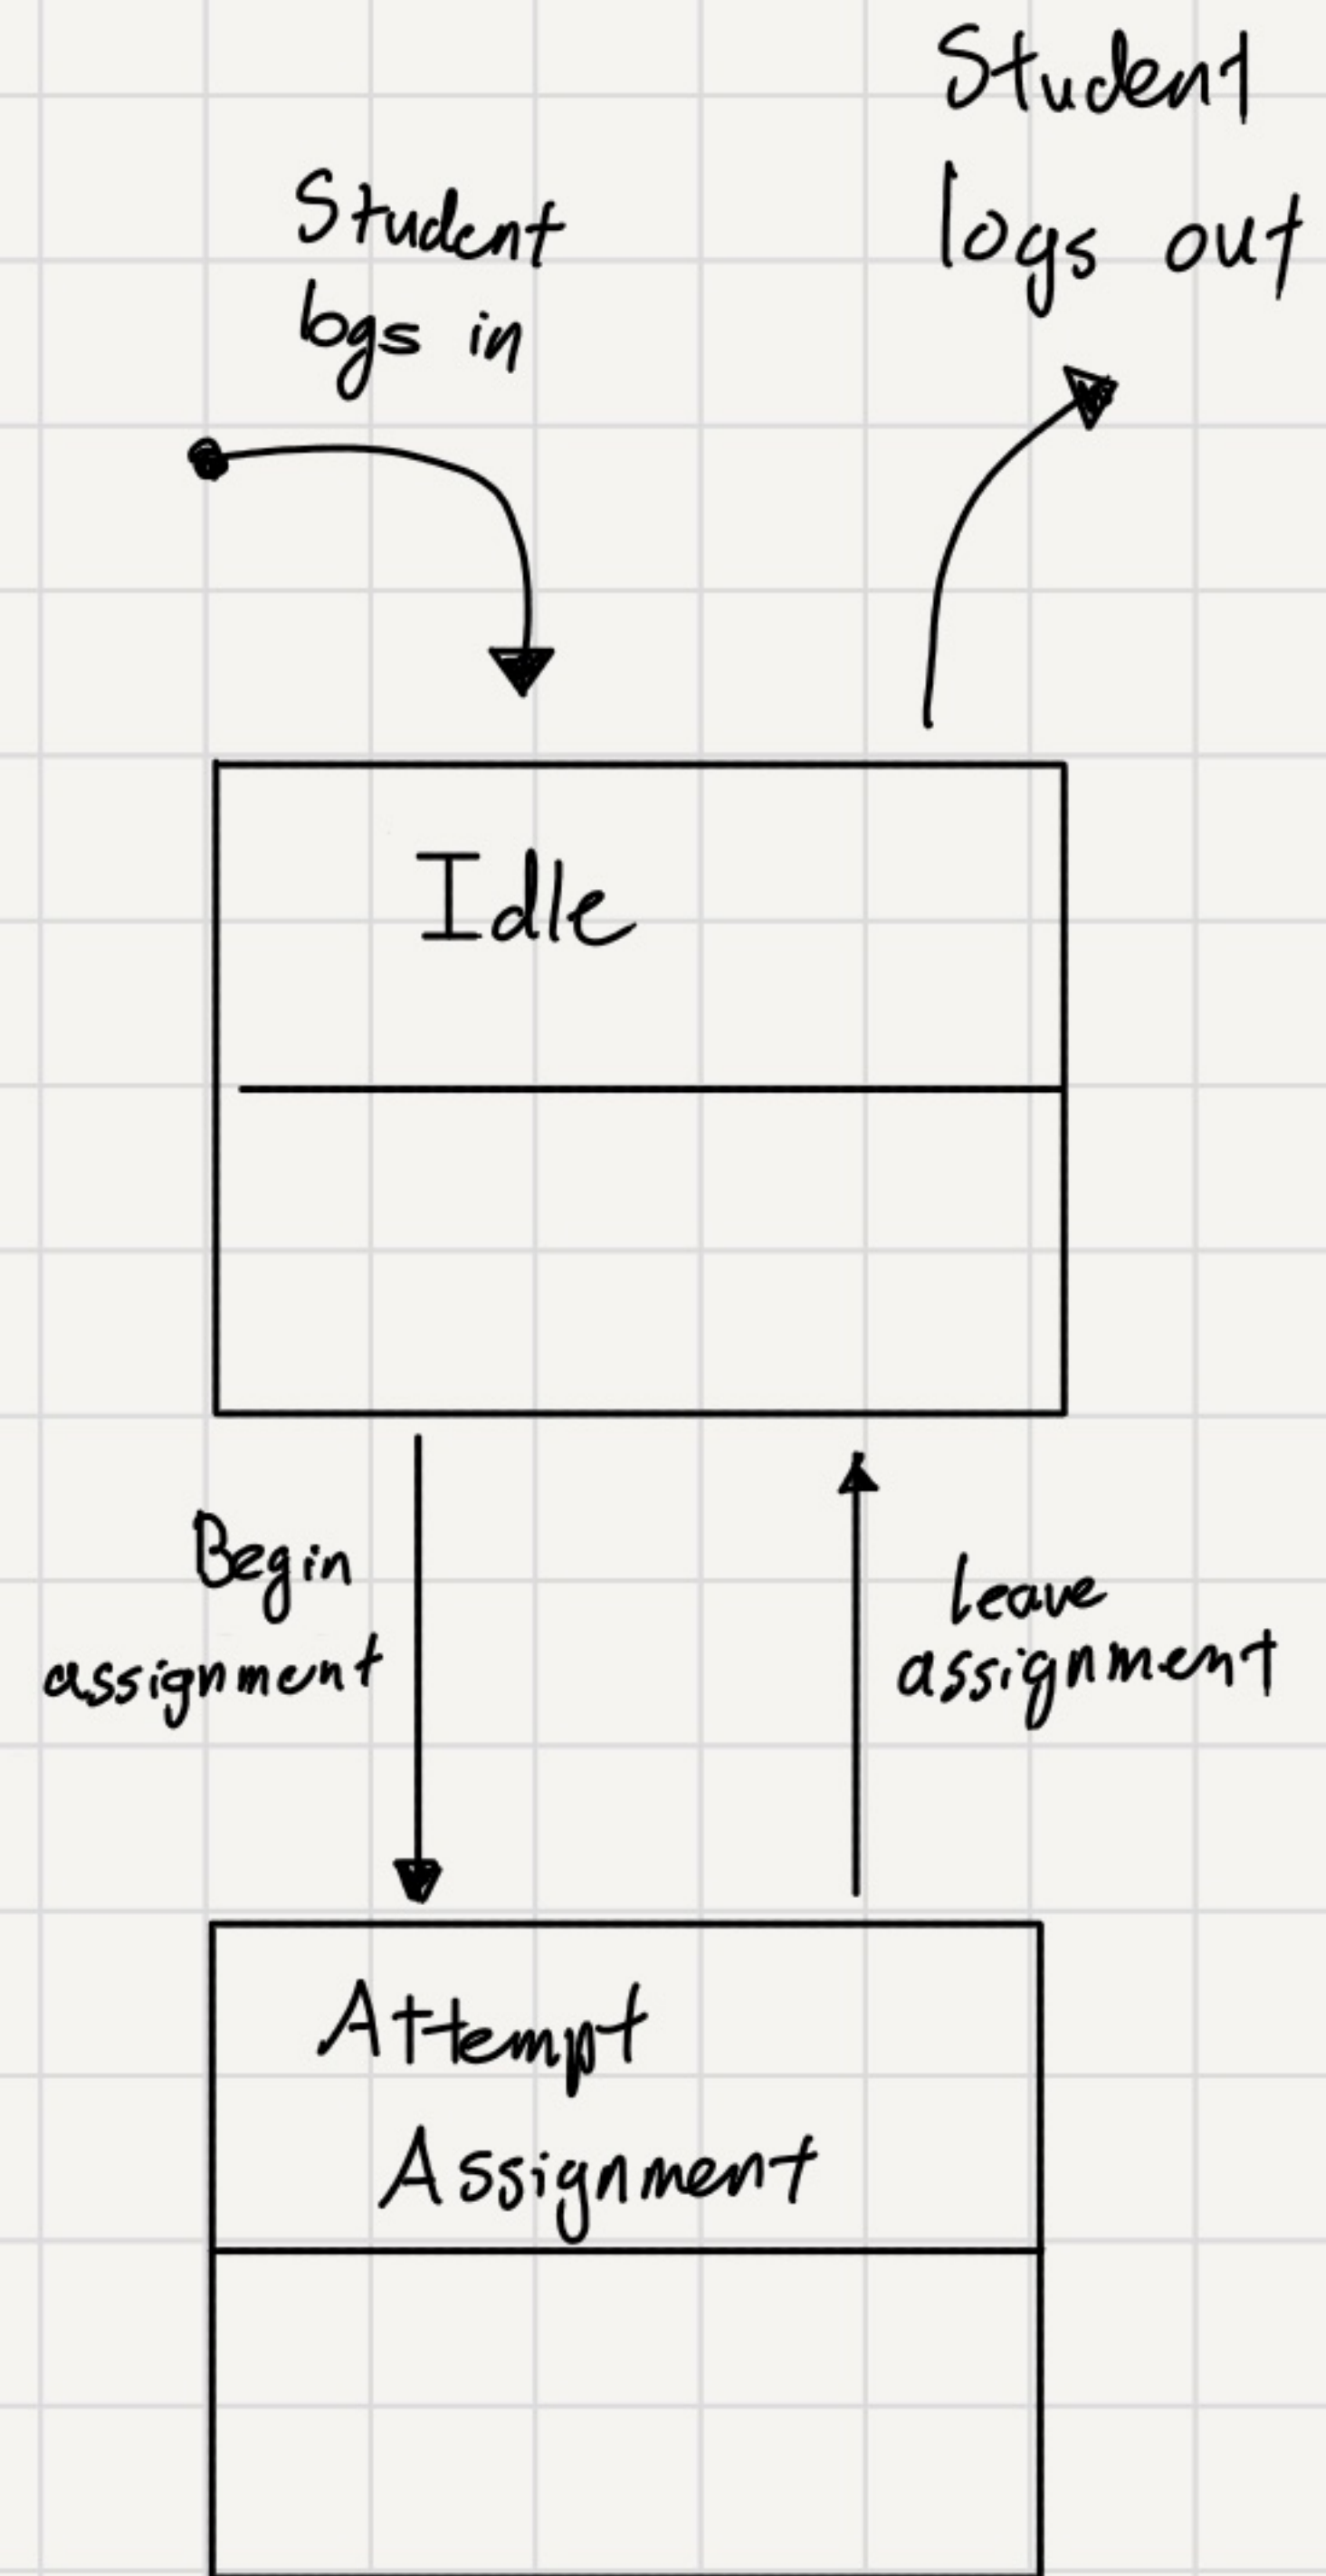 Student
logs out
Student
logs in
Idle
Begin
assignment
leave
assignment
Attempt
Assignment